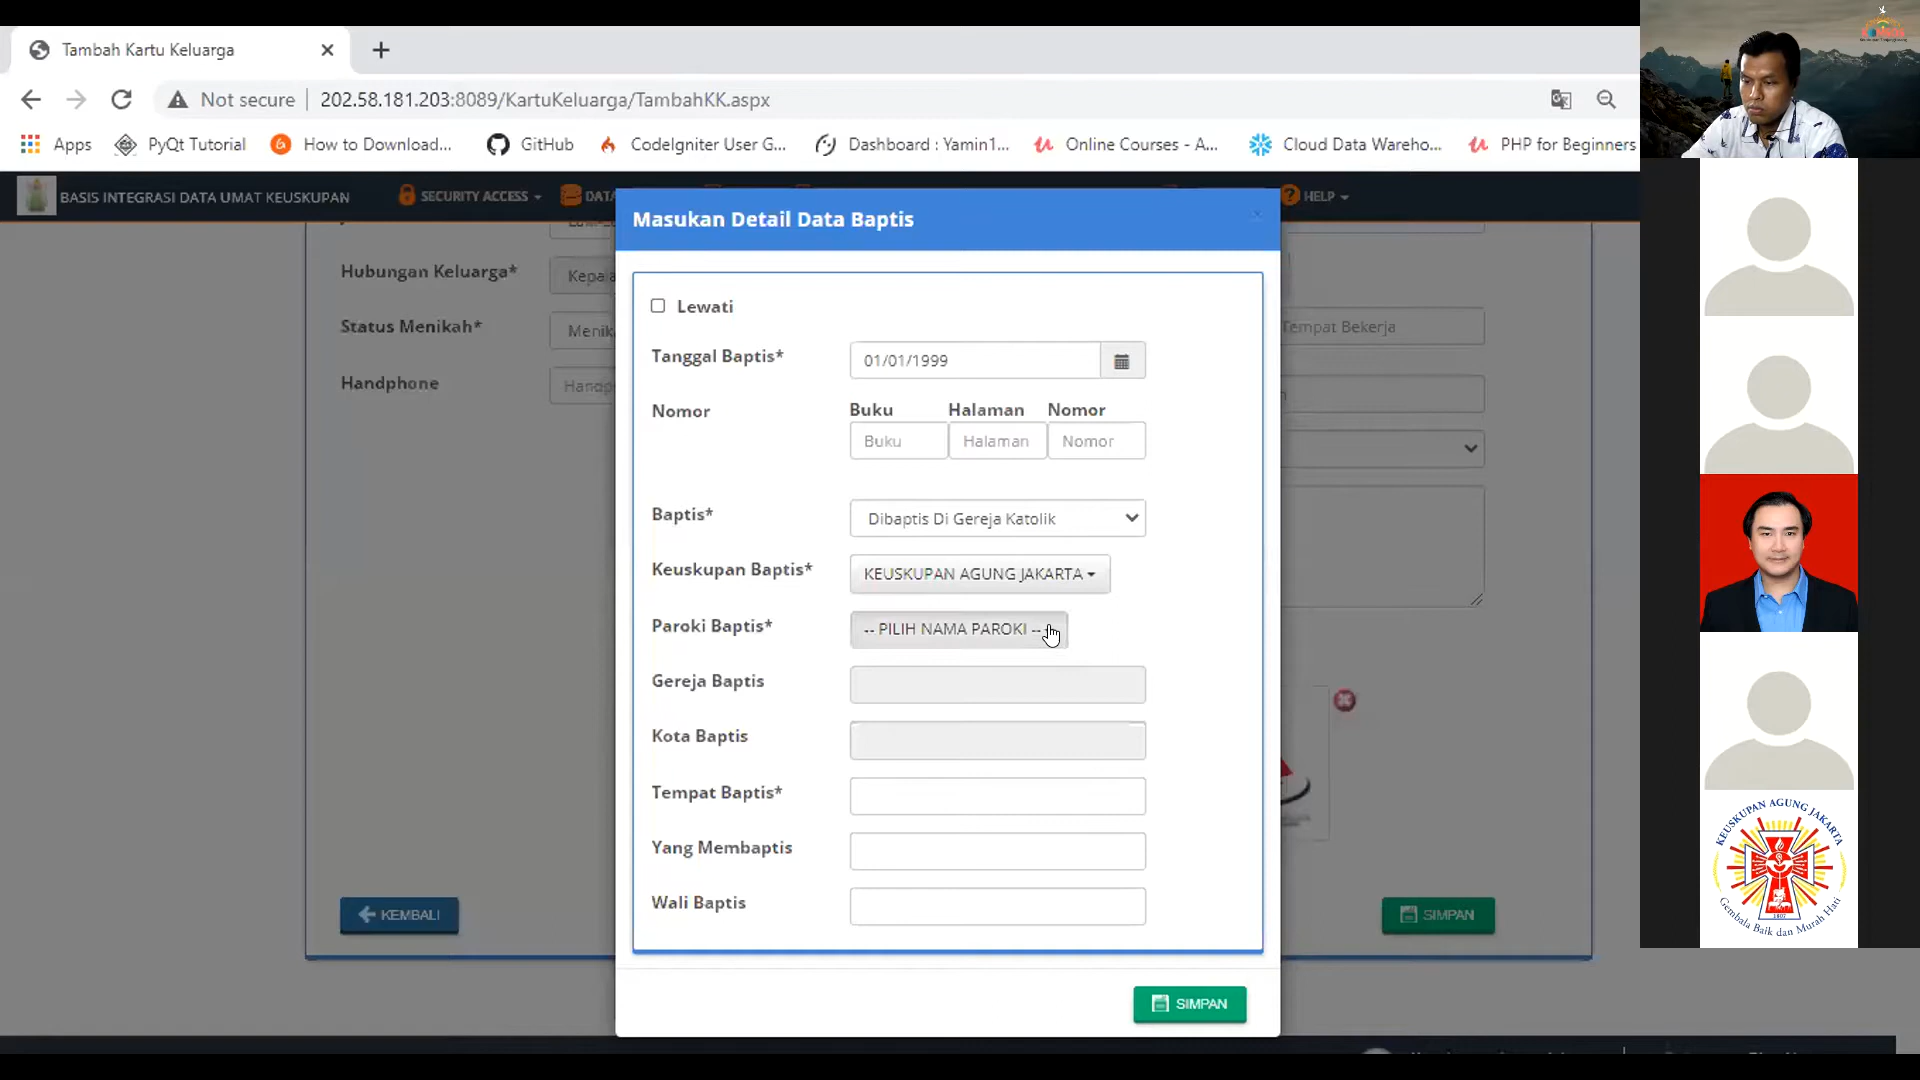 Tambah Kartu Keluarga
Not secure
202.58.181.203:8089/KartuKeluarga/TambahKK.aspx
Apps
PyQt Tutorial
How to Download...
GitHub
CodeIgniter User G...
Dashboard : Yamin1...
Online Courses - A...
Cloud Data Wareho...
PHP for Beginners
BASIS INTEGRASI DATA UMAT KEUSKUPAN
SECURITY ACCESS
DATA
HELP
Masukan Detail Data Baptis
Hubungan Keluarga*
Kepala
Status Menikah*
Menik
Handphone
Handp
Tempat Bekerja
Lewati
Tanggal Baptis*
01/01/1999
Nomor
Buku Halaman Nomor
Buku Halaman Nomor
Baptis*
Dibaptis Di Gereja Katolik
Keuskupan Baptis*
KEUSKUPAN AGUNG JAKARTA
Paroki Baptis*
-- PILIH NAMA PAROKI --
Gereja Baptis
Kota Baptis
Tempat Baptis*
Yang Membaptis
Wali Baptis
KEMBALI
SIMPAN
SIMPAN
KEUSKUPAN AGUNG JAKARTA
1807
Gembala Baik dan Murah Hati